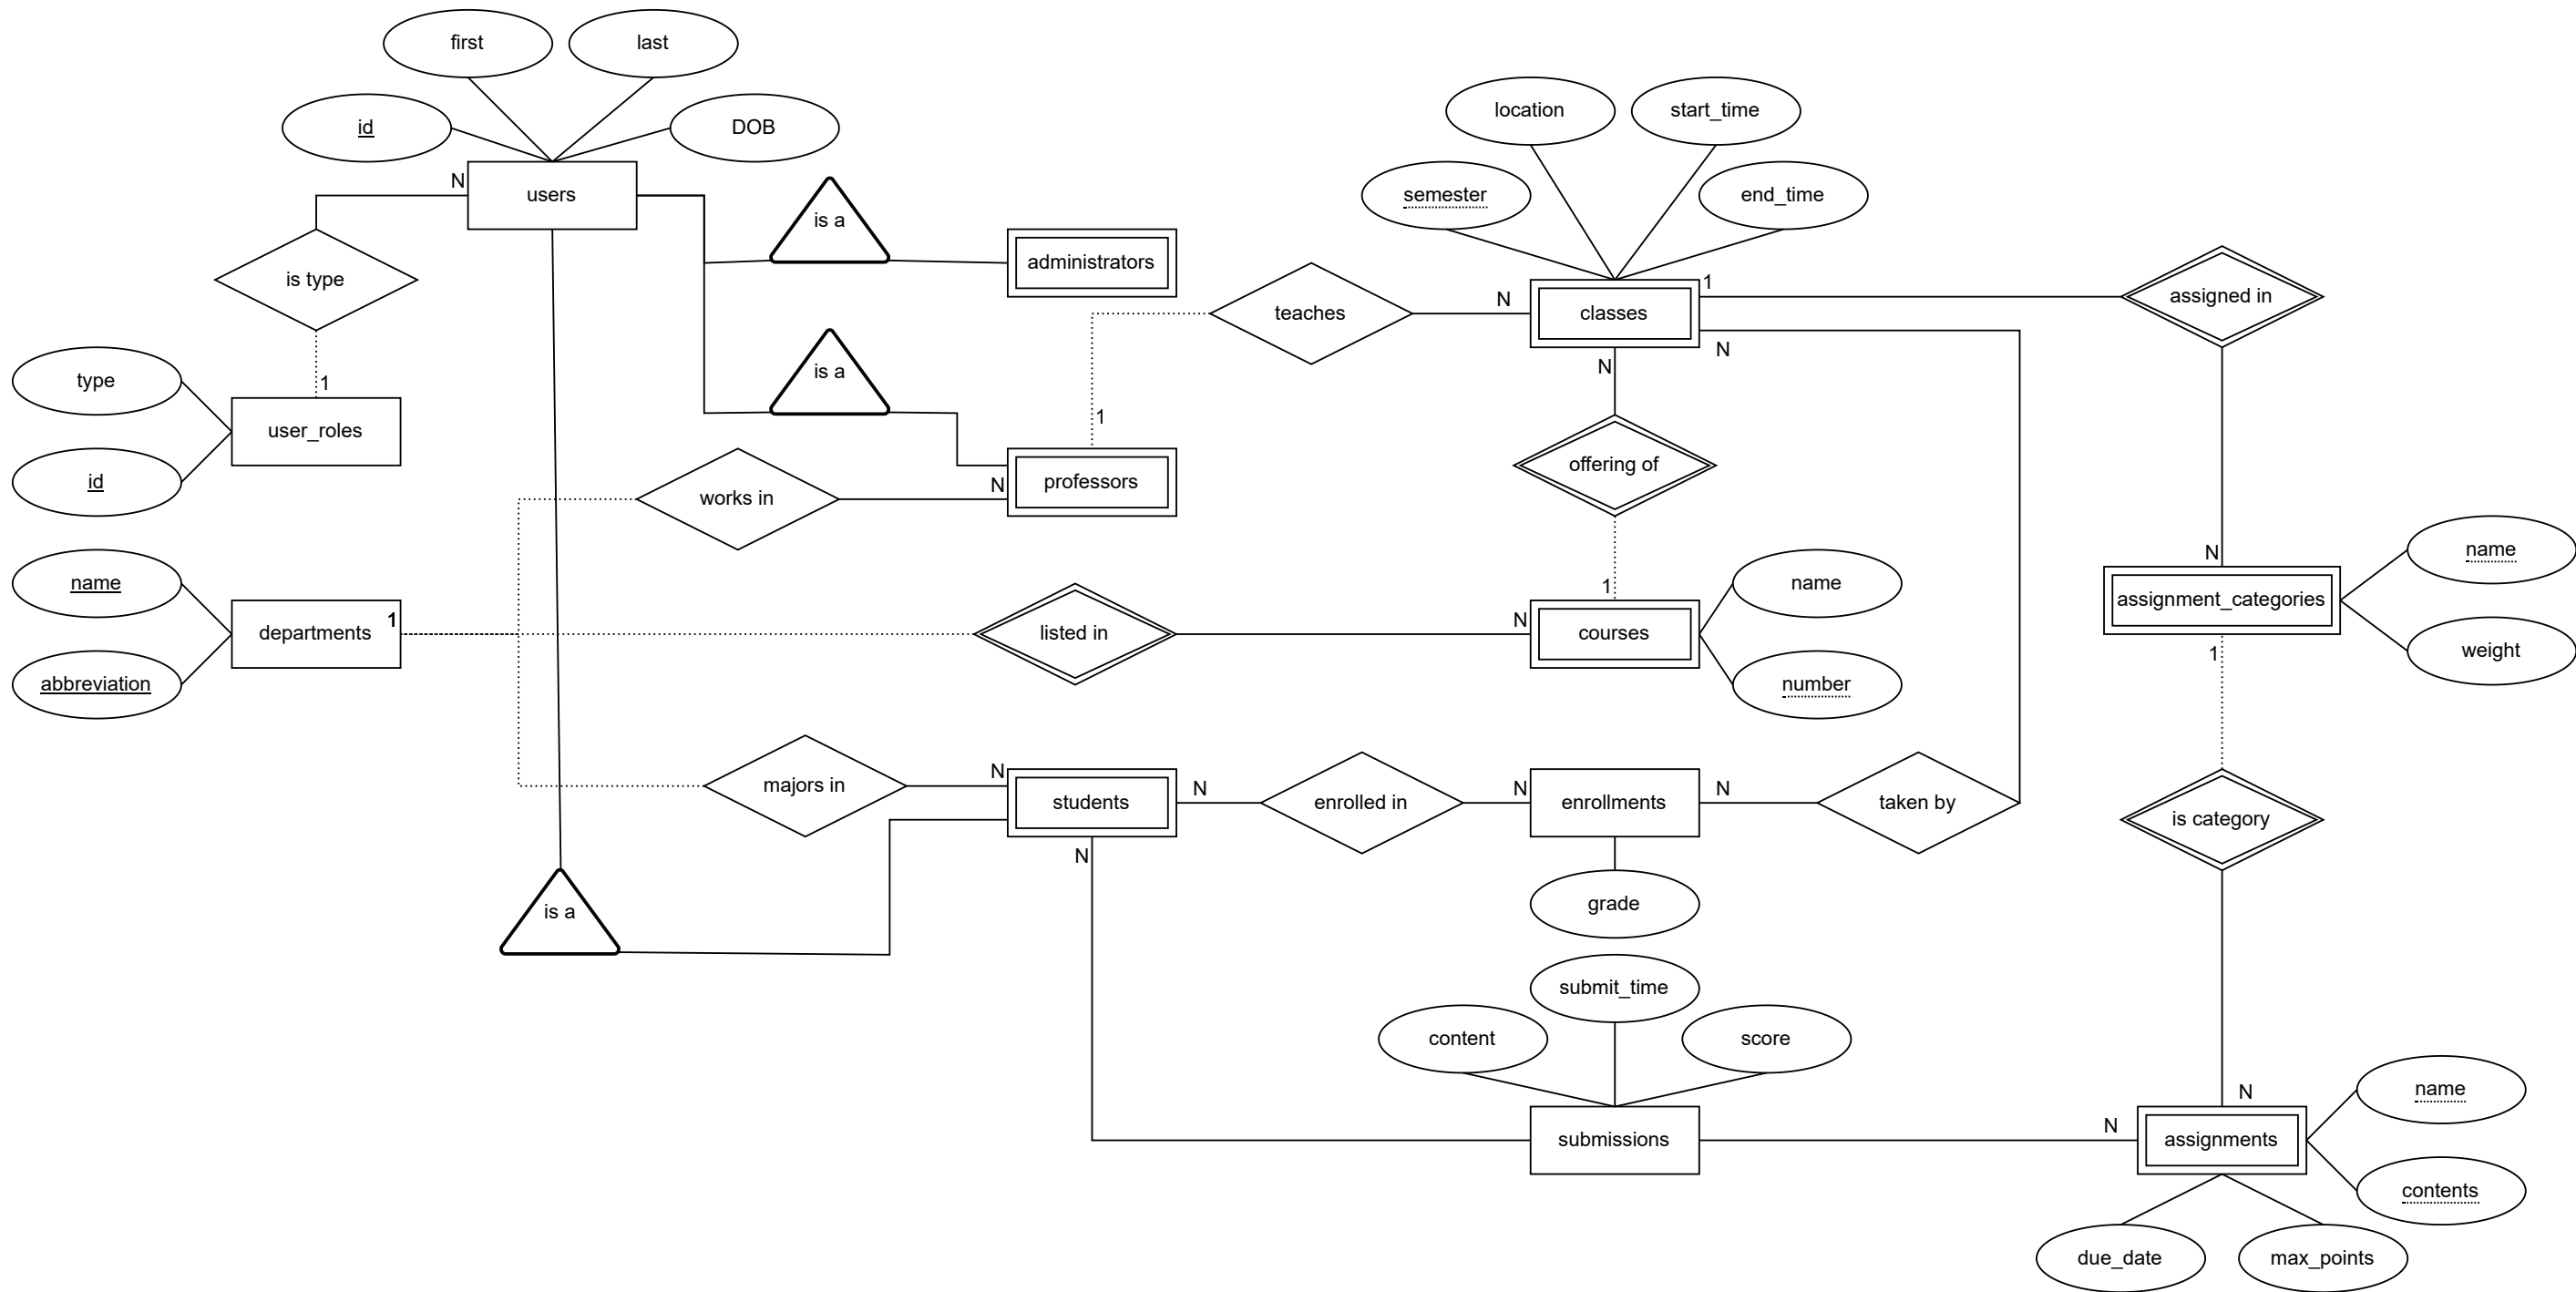 first
last
id
DOB
N
users
is a
administrators
is type
1
type
user_roles
id
is a
1
professors
N
works in
teaches
N
location
start_time
semester
end_time
classes
1
N
N
assigned in
offering of
1
name
abbreviation
departments
1
listed in
N
courses
name
number
N
assignment_categories
name
weight
1
majors in
N
students
N
N
enrolled in
N
enrollments
N
taken by
grade
is category
is a
submit_time
content
score
submissions
N
N
assignments
name
contents
due_date
max_points